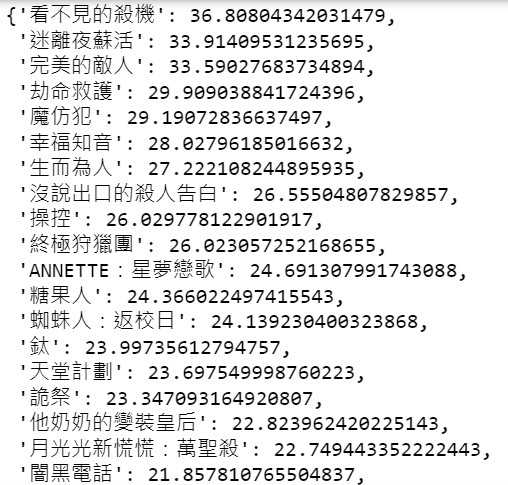 {'看不見的殺機': 36.80804342031479,
'迷離夜蘇活': 33.91409531235695,
'完美的敵人': 33.59027683734894,
'劫命救護': 29.909038841724396,
'魔仿犯': 29.19072836637497,
'幸福知音': 28.02796185016632,
'生而為人': 27.222108244895935,
'沒說出口的殺人告白': 26.55504807829857,
'操控': 26.029778122901917,
'終極狩獵團': 26.023057252168655,
'ANNETTE：星夢戀歌': 24.691307991743088,
'糖果人': 24.366022497415543,
'蜘蛛人：返校日': 24.139230400323868,
'鈦': 23.99735612794757,
'天堂計劃': 23.697549998760223,
'詭祭': 23.347093164920807,
'他奶奶的變裝皇后': 22.823962420225143,
'月光光新慌慌：萬聖殺': 22.749443352222443,
'闇黑電話': 21.857810765504837,